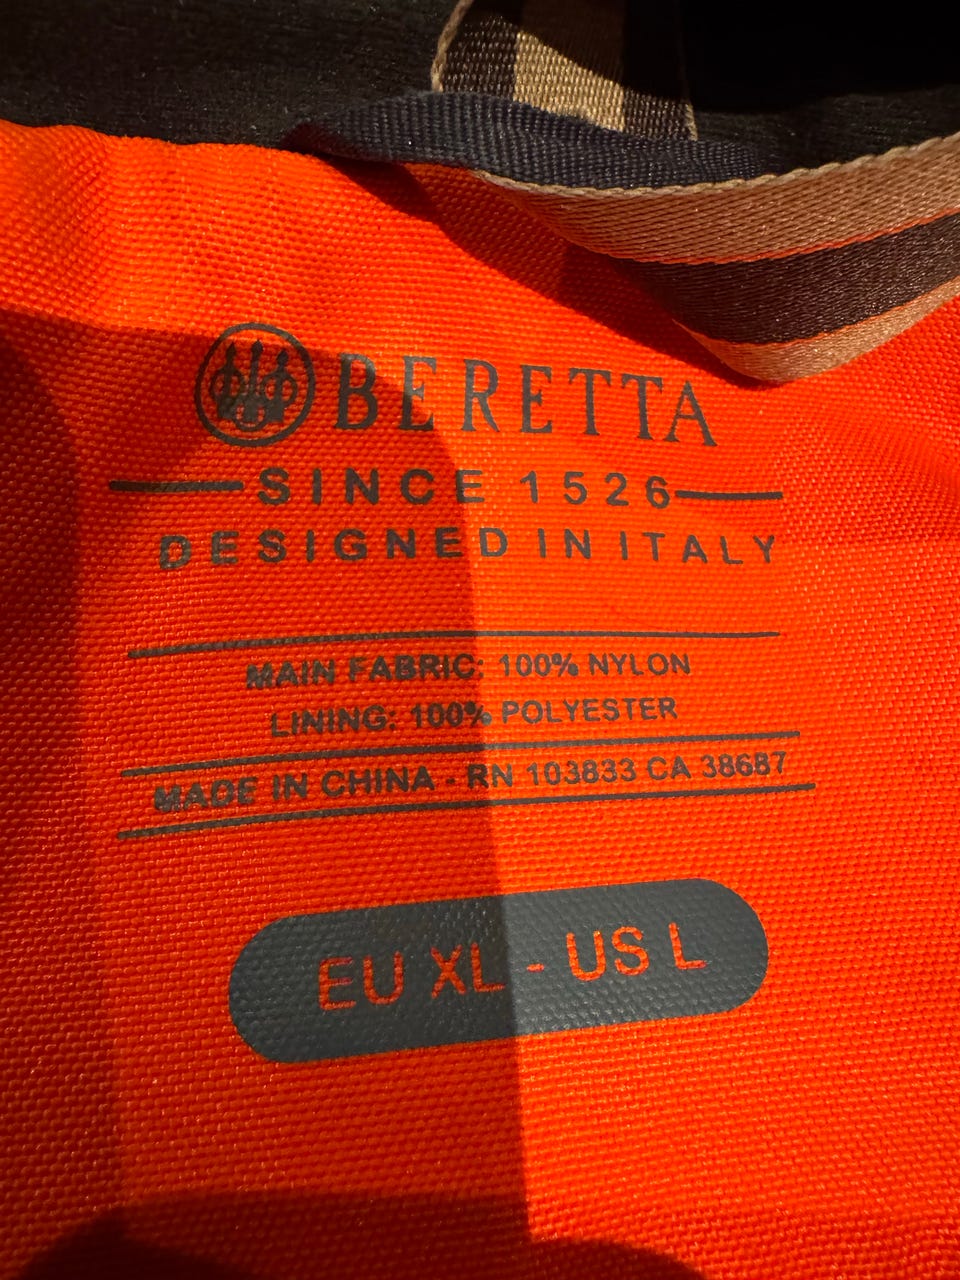 BERETTA
SINCE 1526
DESIGNED IN ITALY
MAIN FABRIC: 100% NYLON
LINING: 100% POLYESTER
MADE IN CHINA - RN 103833 CA 38687
EU XL - US L